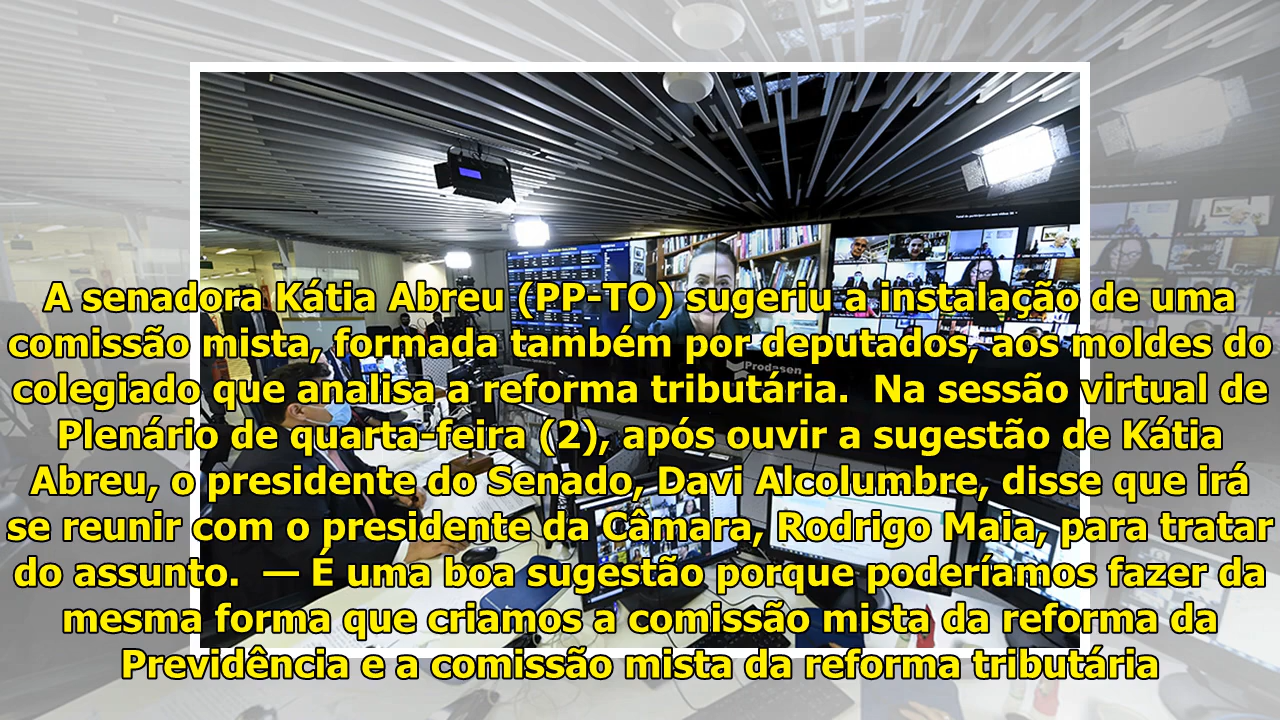 A senadora Kátia Abreu (PP-TO) sugeriu a instalação de uma
comissão mista, formada também por deputados, aos moldes do
colegiado que analisa a reforma tributária.  Na sessão virtual de
Plenário de quarta-feira (2), após ouvir a sugestão de Kátia
Abreu, o presidente do Senado, Davi Alcolumbre, disse que irá
se reunir com o presidente da Câmara, Rodrigo Maia, para tratar
do assunto.  — É uma boa sugestão porque poderíamos fazer da
mesma forma que criamos a comissão mista da reforma da
Previdência e a comissão mista da reforma tributária
Prodasen